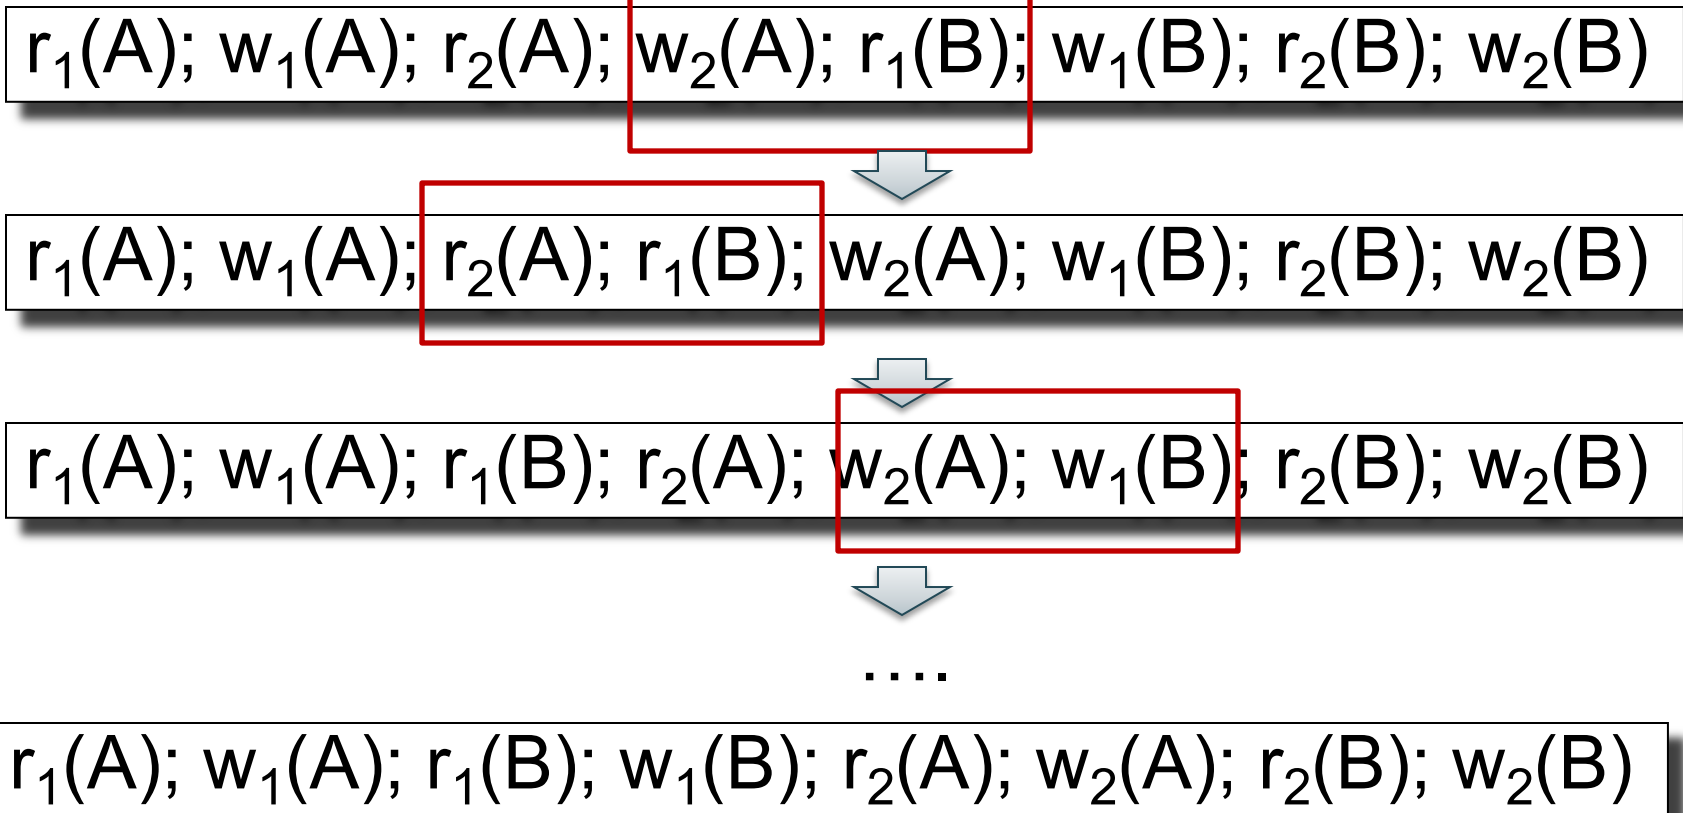 r₁(A); w₁(A); r₂(A); w₂(A); r₁(B); w₁(B); r₂(B); w₂(B)
r₁(A); w₁(A); r₂(A); r₁(B); w₂(A); w₁(B); r₂(B); w₂(B)
r₁(A); w₁(A); r₁(B); r₂(A); w₂(A); w₁(B); r₂(B); w₂(B)
....
r₁(A); w₁(A); r₁(B); w₁(B); r₂(A); w₂(A); r₂(B); w₂(B)